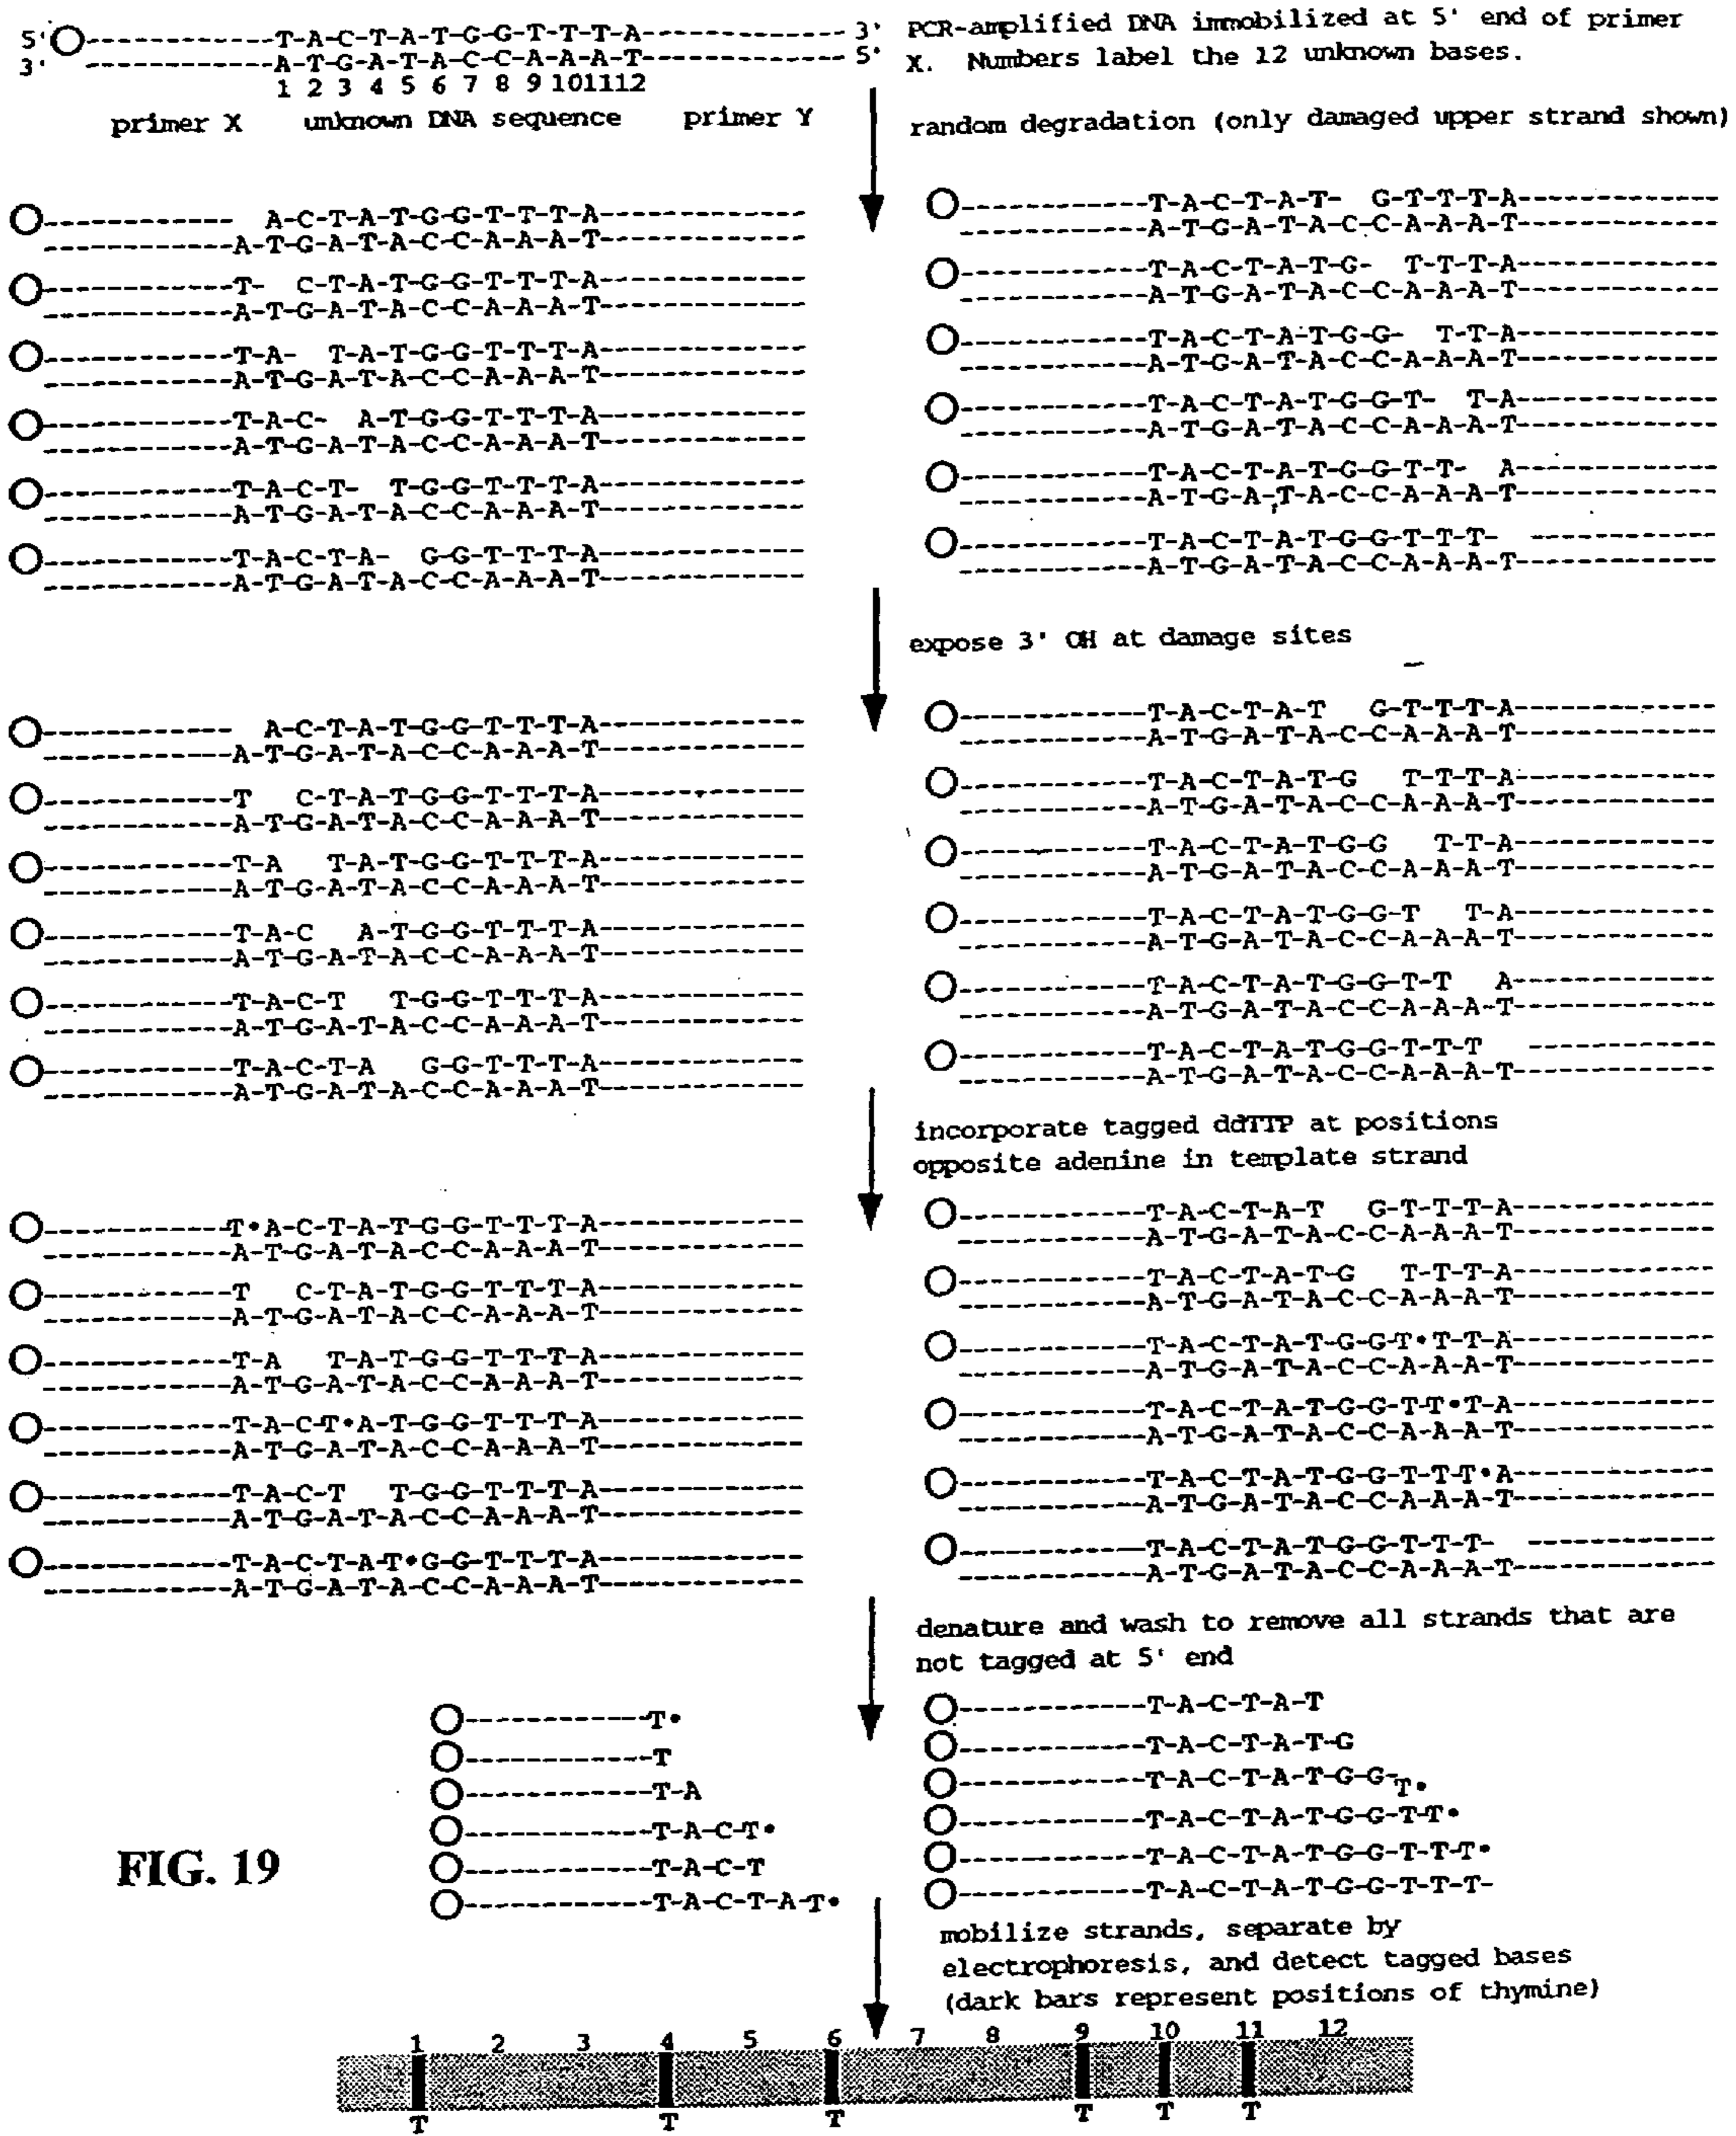 5' ------------T-A-C-T-A-T-G-G-T-T-T-A------------- 3'
3' ------------A-T-G-A-T-A-C-C-A-A-A-T------------- 5'
1 2 3 4 5 6 7 8 9 10 11 12
primer X unknown DNA sequence primer Y
PCR-amplified DNA immobilized at 5' end of primer
X. Numbers label the 12 unknown bases.
random degradation (only damaged upper strand shown)
------------ A-C-T-A-T-G-G-T-T-T-A-------------
------------A-T-G-A-T-A-C-C-A-A-A-T-------------
------------T- C-T-A-T-G-G-T-T-T-A-------------
------------A-T-G-A-T-A-C-C-A-A-A-T-------------
------------T-A- T-A-T-G-G-T-T-T-A-------------
------------A-T-G-A-T-A-C-C-A-A-A-T-------------
------------T-A-C- A-T-G-G-T-T-T-A-------------
------------A-T-G-A-T-A-C-C-A-A-A-T-------------
------------T-A-C-T- T-G-G-T-T-T-A-------------
------------A-T-G-A-T-A-C-C-A-A-A-T-------------
------------T-A-C-T-A- G-G-T-T-T-A-------------
------------A-T-G-A-T-A-C-C-A-A-A-T-------------
------------T-A-C-T-A-T- G-T-T-T-A-------------
------------A-T-G-A-T-A-C-C-A-A-A-T-------------
------------T-A-C-T-A-T-G- T-T-T-A-------------
------------A-T-G-A-T-A-C-C-A-A-A-T-------------
------------T-A-C-T-A-T-G-G- T-T-A-------------
------------A-T-G-A-T-A-C-C-A-A-A-T-------------
------------T-A-C-T-A-T-G-G-T- T-A-------------
------------A-T-G-A-T-A-C-C-A-A-A-T-------------
------------T-A-C-T-A-T-G-G-T-T- A-------------
------------A-T-G-A-T-A-C-C-A-A-A-T-------------
------------T-A-C-T-A-T-G-G-T-T-T- ------------
------------A-T-G-A-T-A-C-C-A-A-A-T-------------
expose 3' OH at damage sites
------------ A-C-T-A-T-G-G-T-T-T-A-------------
------------A-T-G-A-T-A-C-C-A-A-A-T-------------
------------T C-T-A-T-G-G-T-T-T-A-------------
------------A-T-G-A-T-A-C-C-A-A-A-T-------------
------------T-A T-A-T-G-G-T-T-T-A-------------
------------A-T-G-A-T-A-C-C-A-A-A-T-------------
------------T-A-C A-T-G-G-T-T-T-A-------------
------------A-T-G-A-T-A-C-C-A-A-A-T-------------
------------T-A-C-T T-G-G-T-T-T-A-------------
------------A-T-G-A-T-A-C-C-A-A-A-T-------------
------------T-A-C-T-A G-G-T-T-T-A-------------
------------A-T-G-A-T-A-C-C-A-A-A-T-------------
------------T-A-C-T-A-T G-T-T-T-A-------------
------------A-T-G-A-T-A-C-C-A-A-A-T-------------
------------T-A-C-T-A-T-G T-T-T-A-------------
------------A-T-G-A-T-A-C-C-A-A-A-T-------------
------------T-A-C-T-A-T-G-G T-T-A-------------
------------A-T-G-A-T-A-C-C-A-A-A-T-------------
------------T-A-C-T-A-T-G-G-T T-A-------------
------------A-T-G-A-T-A-C-C-A-A-A-T-------------
------------T-A-C-T-A-T-G-G-T-T A-------------
------------A-T-G-A-T-A-C-C-A-A-A-T-------------
------------T-A-C-T-A-T-G-G-T-T-T ------------
------------A-T-G-A-T-A-C-C-A-A-A-T-------------
incorporate tagged ddTTP at positions
opposite adenine in template strand
------------T•A-C-T-A-T-G-G-T-T-T-A-------------
------------A-T-G-A-T-A-C-C-A-A-A-T-------------
------------T C-T-A-T-G-G-T-T-T-A-------------
------------A-T-G-A-T-A-C-C-A-A-A-T-------------
------------T-A T-A-T-G-G-T-T-T-A-------------
------------A-T-G-A-T-A-C-C-A-A-A-T-------------
------------T-A-C-T•A-T-G-G-T-T-T-A-------------
------------A-T-G-A-T-A-C-C-A-A-A-T-------------
------------T-A-C-T T-G-G-T-T-T-A-------------
------------A-T-G-A-T-A-C-C-A-A-A-T-------------
------------T-A-C-T-A-T•G-G-T-T-T-A-------------
------------A-T-G-A-T-A-C-C-A-A-A-T-------------
------------T-A-C-T-A-T G-T-T-T-A-------------
------------A-T-G-A-T-A-C-C-A-A-A-T-------------
------------T-A-C-T-A-T-G T-T-T-A-------------
------------A-T-G-A-T-A-C-C-A-A-A-T-------------
------------T-A-C-T-A-T-G-G-T•T-T-A-------------
------------A-T-G-A-T-A-C-C-A-A-A-T-------------
------------T-A-C-T-A-T-G-G-T-T•T-A-------------
------------A-T-G-A-T-A-C-C-A-A-A-T-------------
------------T-A-C-T-A-T-G-G-T-T-T•A-------------
------------A-T-G-A-T-A-C-C-A-A-A-T-------------
------------T-A-C-T-A-T-G-G-T-T-T- ------------
------------A-T-G-A-T-A-C-C-A-A-A-T-------------
denature and wash to remove all strands that are
not tagged at 5' end
------------T•
------------T
------------T-A
------------T-A-C-T•
------------T-A-C-T
------------T-A-C-T-A-T•
------------T-A-C-T-A-T
------------T-A-C-T-A-T-G
------------T-A-C-T-A-T-G-G-T•
------------T-A-C-T-A-T-G-G-T-T•
------------T-A-C-T-A-T-G-G-T-T-T•
------------T-A-C-T-A-T-G-G-T-T-T-
FIG. 19
mobilize strands, separate by
electrophoresis, and detect tagged bases
(dark bars represent positions of thymine)
1 2 3 4 5 6 7 8 9 10 11 12
T T T T T T